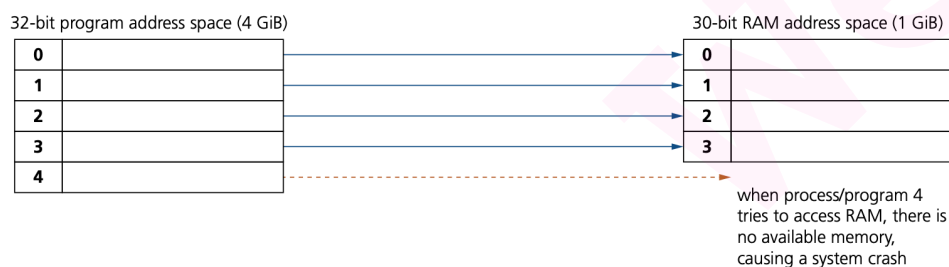 32-bit program address space (4 GiB)
30-bit RAM address space (1 GiB)
0
0
1
1
2
2
3
3
4
when process/program 4
tries to access RAM, there is
no available memory,
causing a system crash